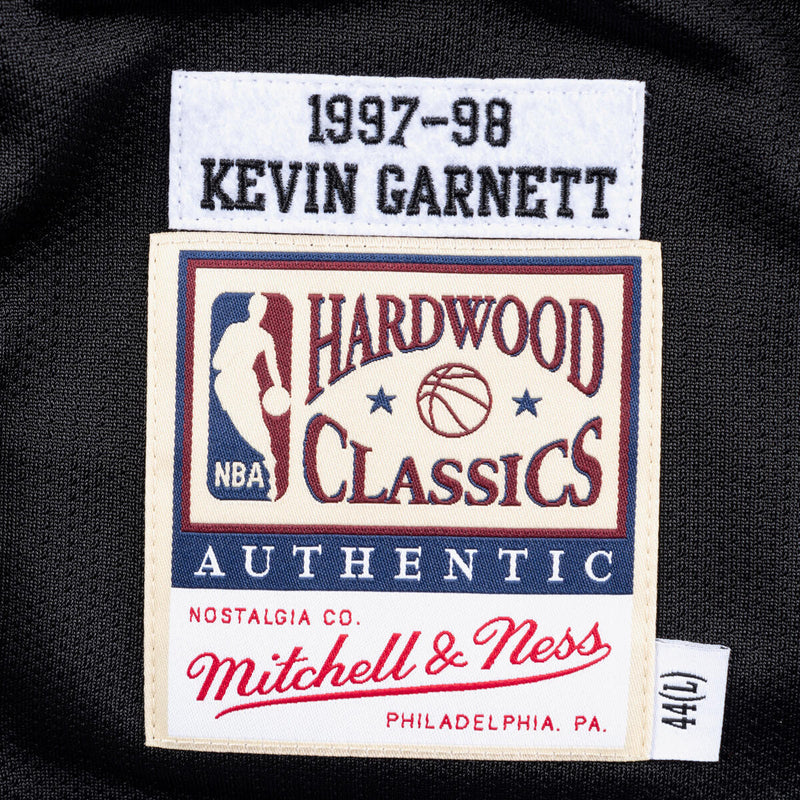 1997-98
KEVIN GARNETT
HARDWOOD
CLASSICS
NBA
AUTHENTIC
NOSTALGIA CO.
Mitchell & Ness
PHILADELPHIA. PA.
44(L)